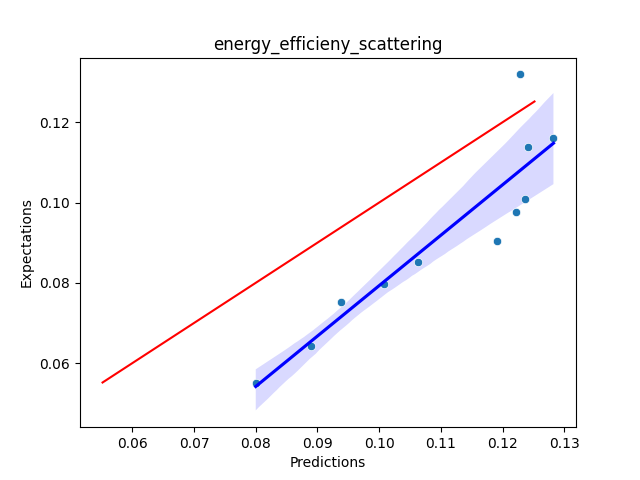 energy_efficieny_scattering
0.12
0.10
0.08
0.06
Expectations
0.06 0.07 0.08 0.09 0.10 0.11 0.12 0.13
Predictions